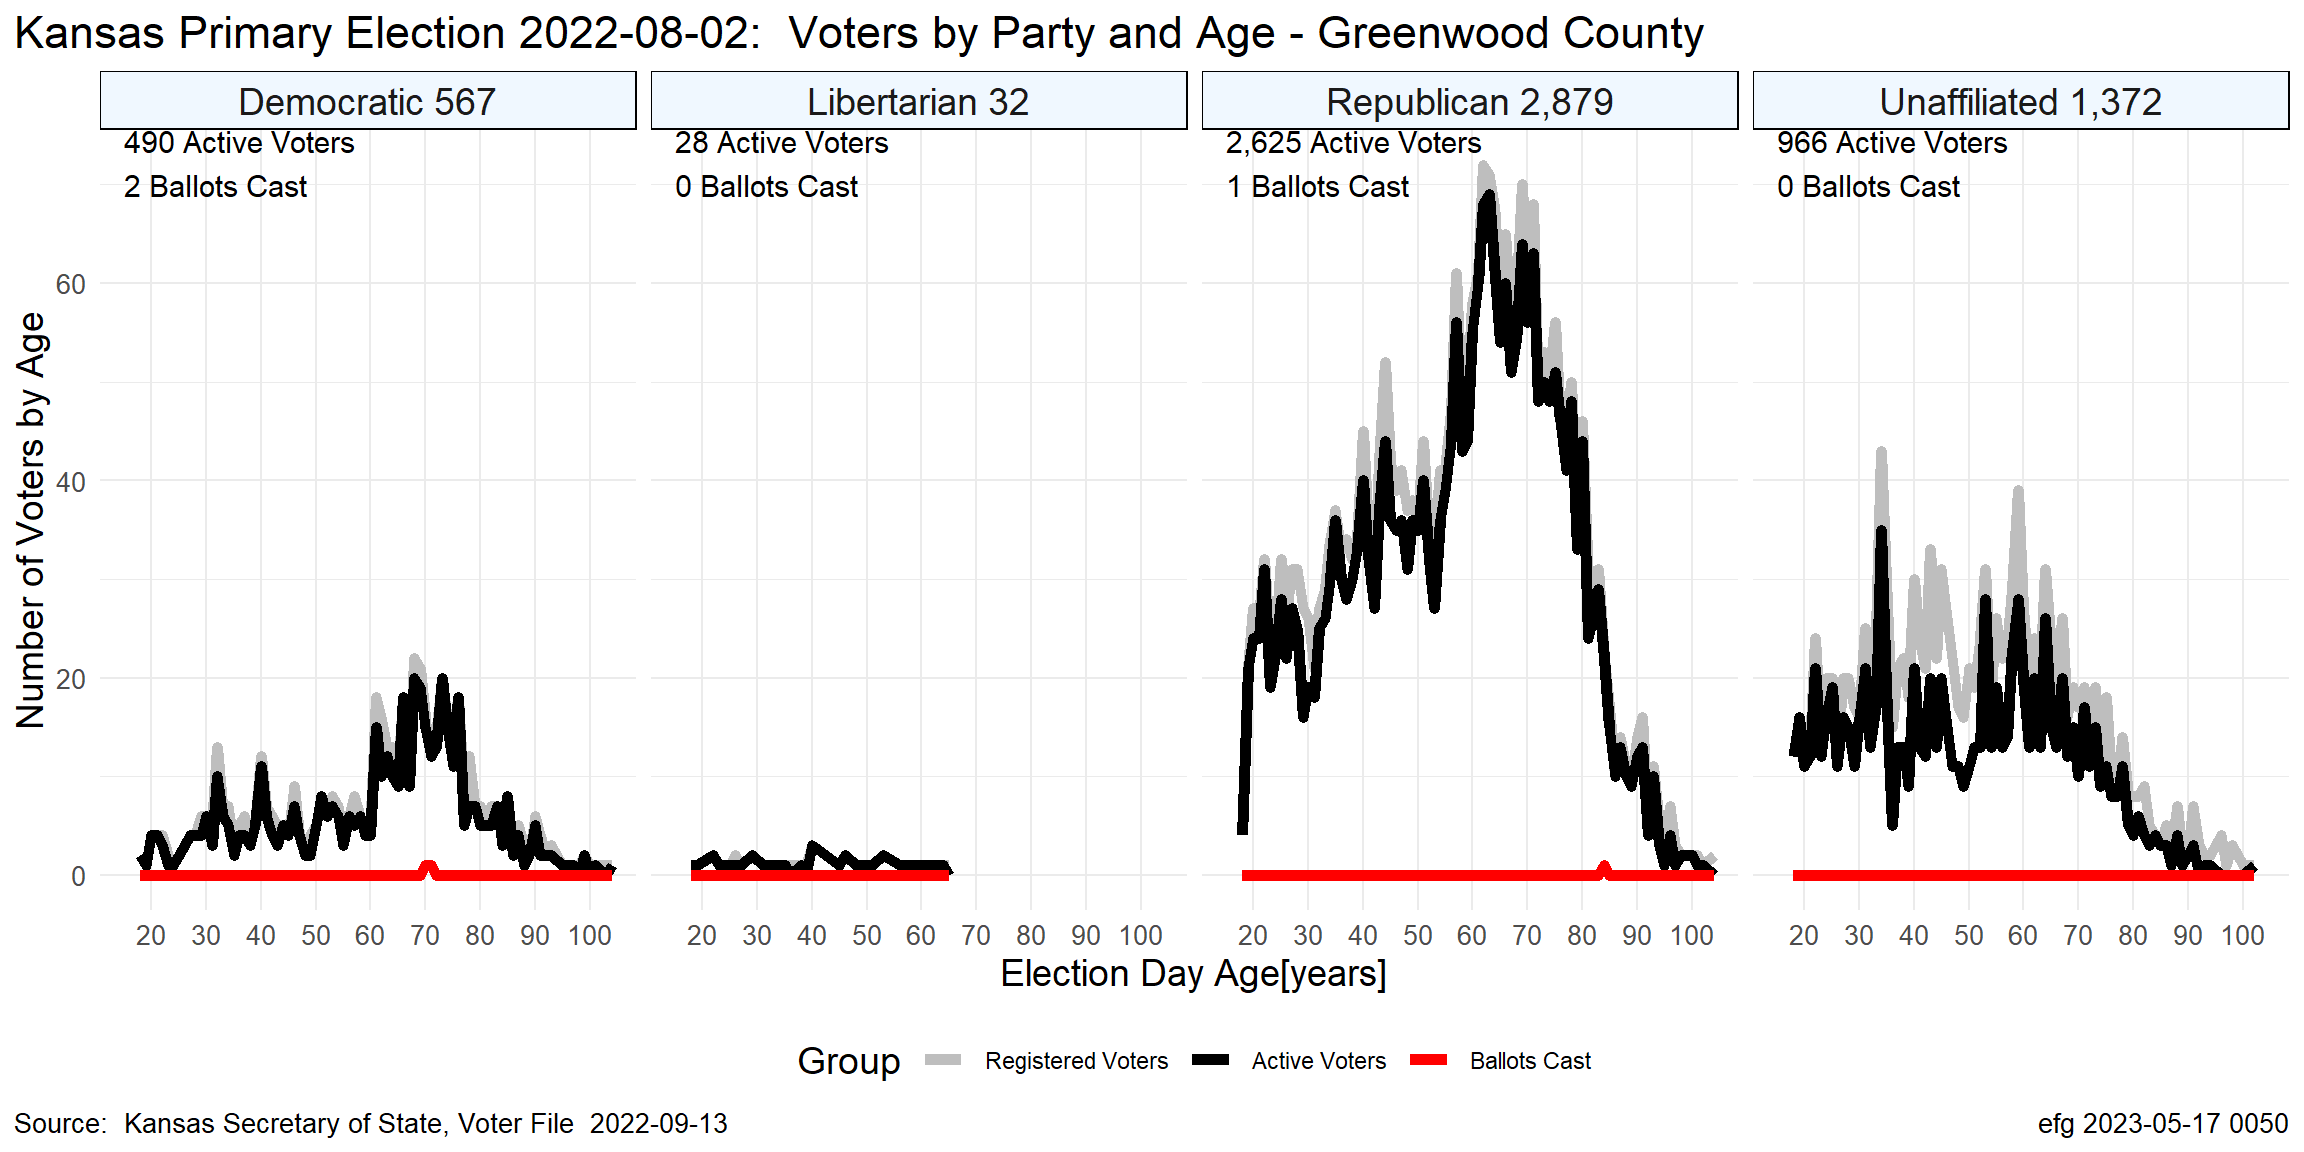 Kansas Primary Election 2022-08-02:  Voters by Party and Age - Greenwood County
Democratic 567
Libertarian 32
Republican 2,879
Unaffiliated 1,372
490 Active Voters
2 Ballots Cast
28 Active Voters
0 Ballots Cast
2,625 Active Voters
1 Ballots Cast
966 Active Voters
0 Ballots Cast
Number of Voters by Age
60
40
20
0
20 30 40 50 60 70 80 90 100
20 30 40 50 60 70 80 90 100
20 30 40 50 60 70 80 90 100
20 30 40 50 60 70 80 90 100
Election Day Age[years]
Group Registered Voters Active Voters Ballots Cast
Source:  Kansas Secretary of State, Voter File  2022-09-13
efg 2023-05-17 0050